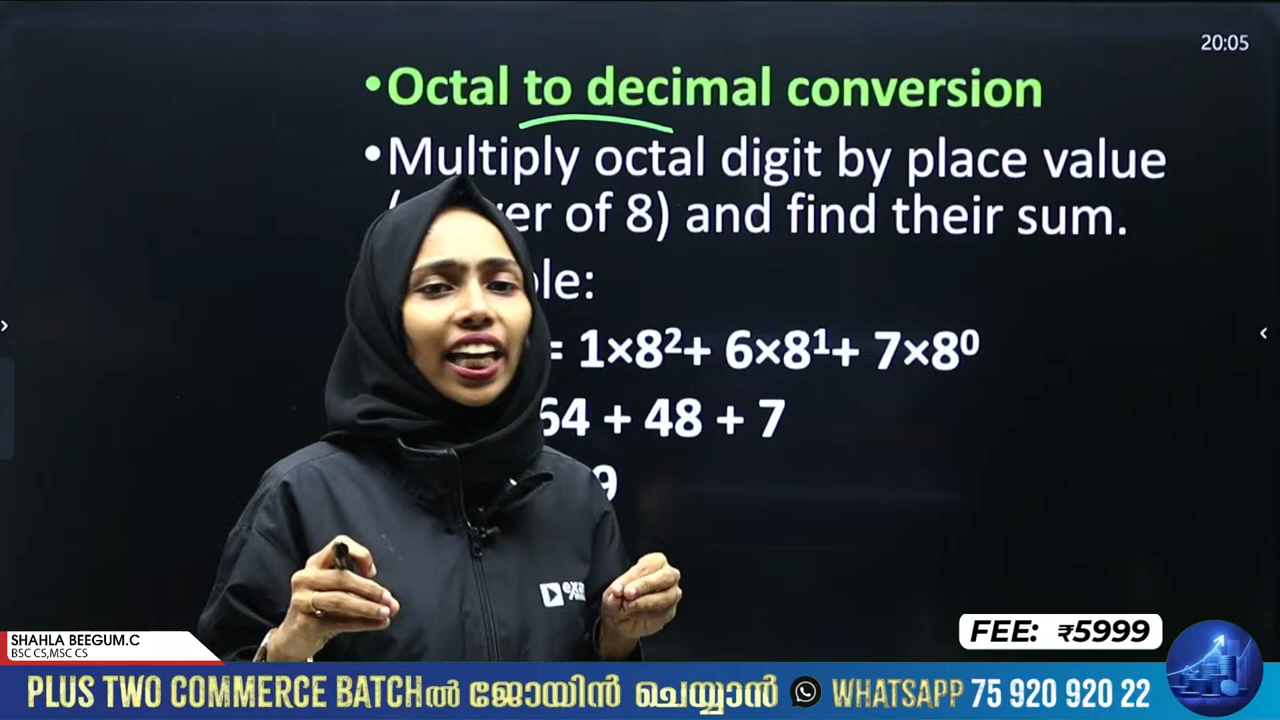 20:05
•Octal to decimal conversion
•Multiply octal digit by place value
er of 8) and find their sum.
le:
= 1×8²+ 6×8¹+ 7×8⁰
64 + 48 + 7
9
FEE: ₹5999
SHAHLA BEEGUM.C
BSC CS,MSC CS
PLUS TWO COMMERCE BATCHൽ ജോയിൻ ചെയ്യാൻ WHATSAPP 75 920 920 22